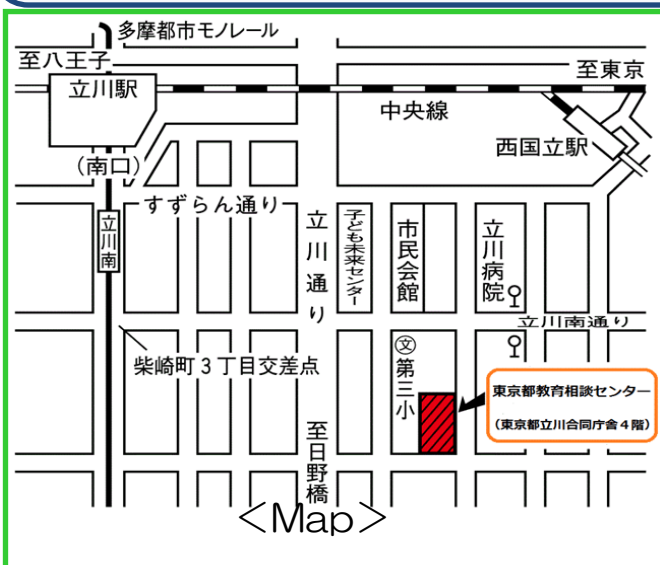 多摩都市モノレール
至八王子
至東京
立川駅
中央線
西国立駅
(南口)
すずらん通り
立川南
立川通り
子ども未来センター
市民会館
立川病院
立川南通り
柴崎町3丁目交差点
文
第三小
東京都教育相談センター
(東京都立川合同庁舎4階)
至日野橋
<Map>